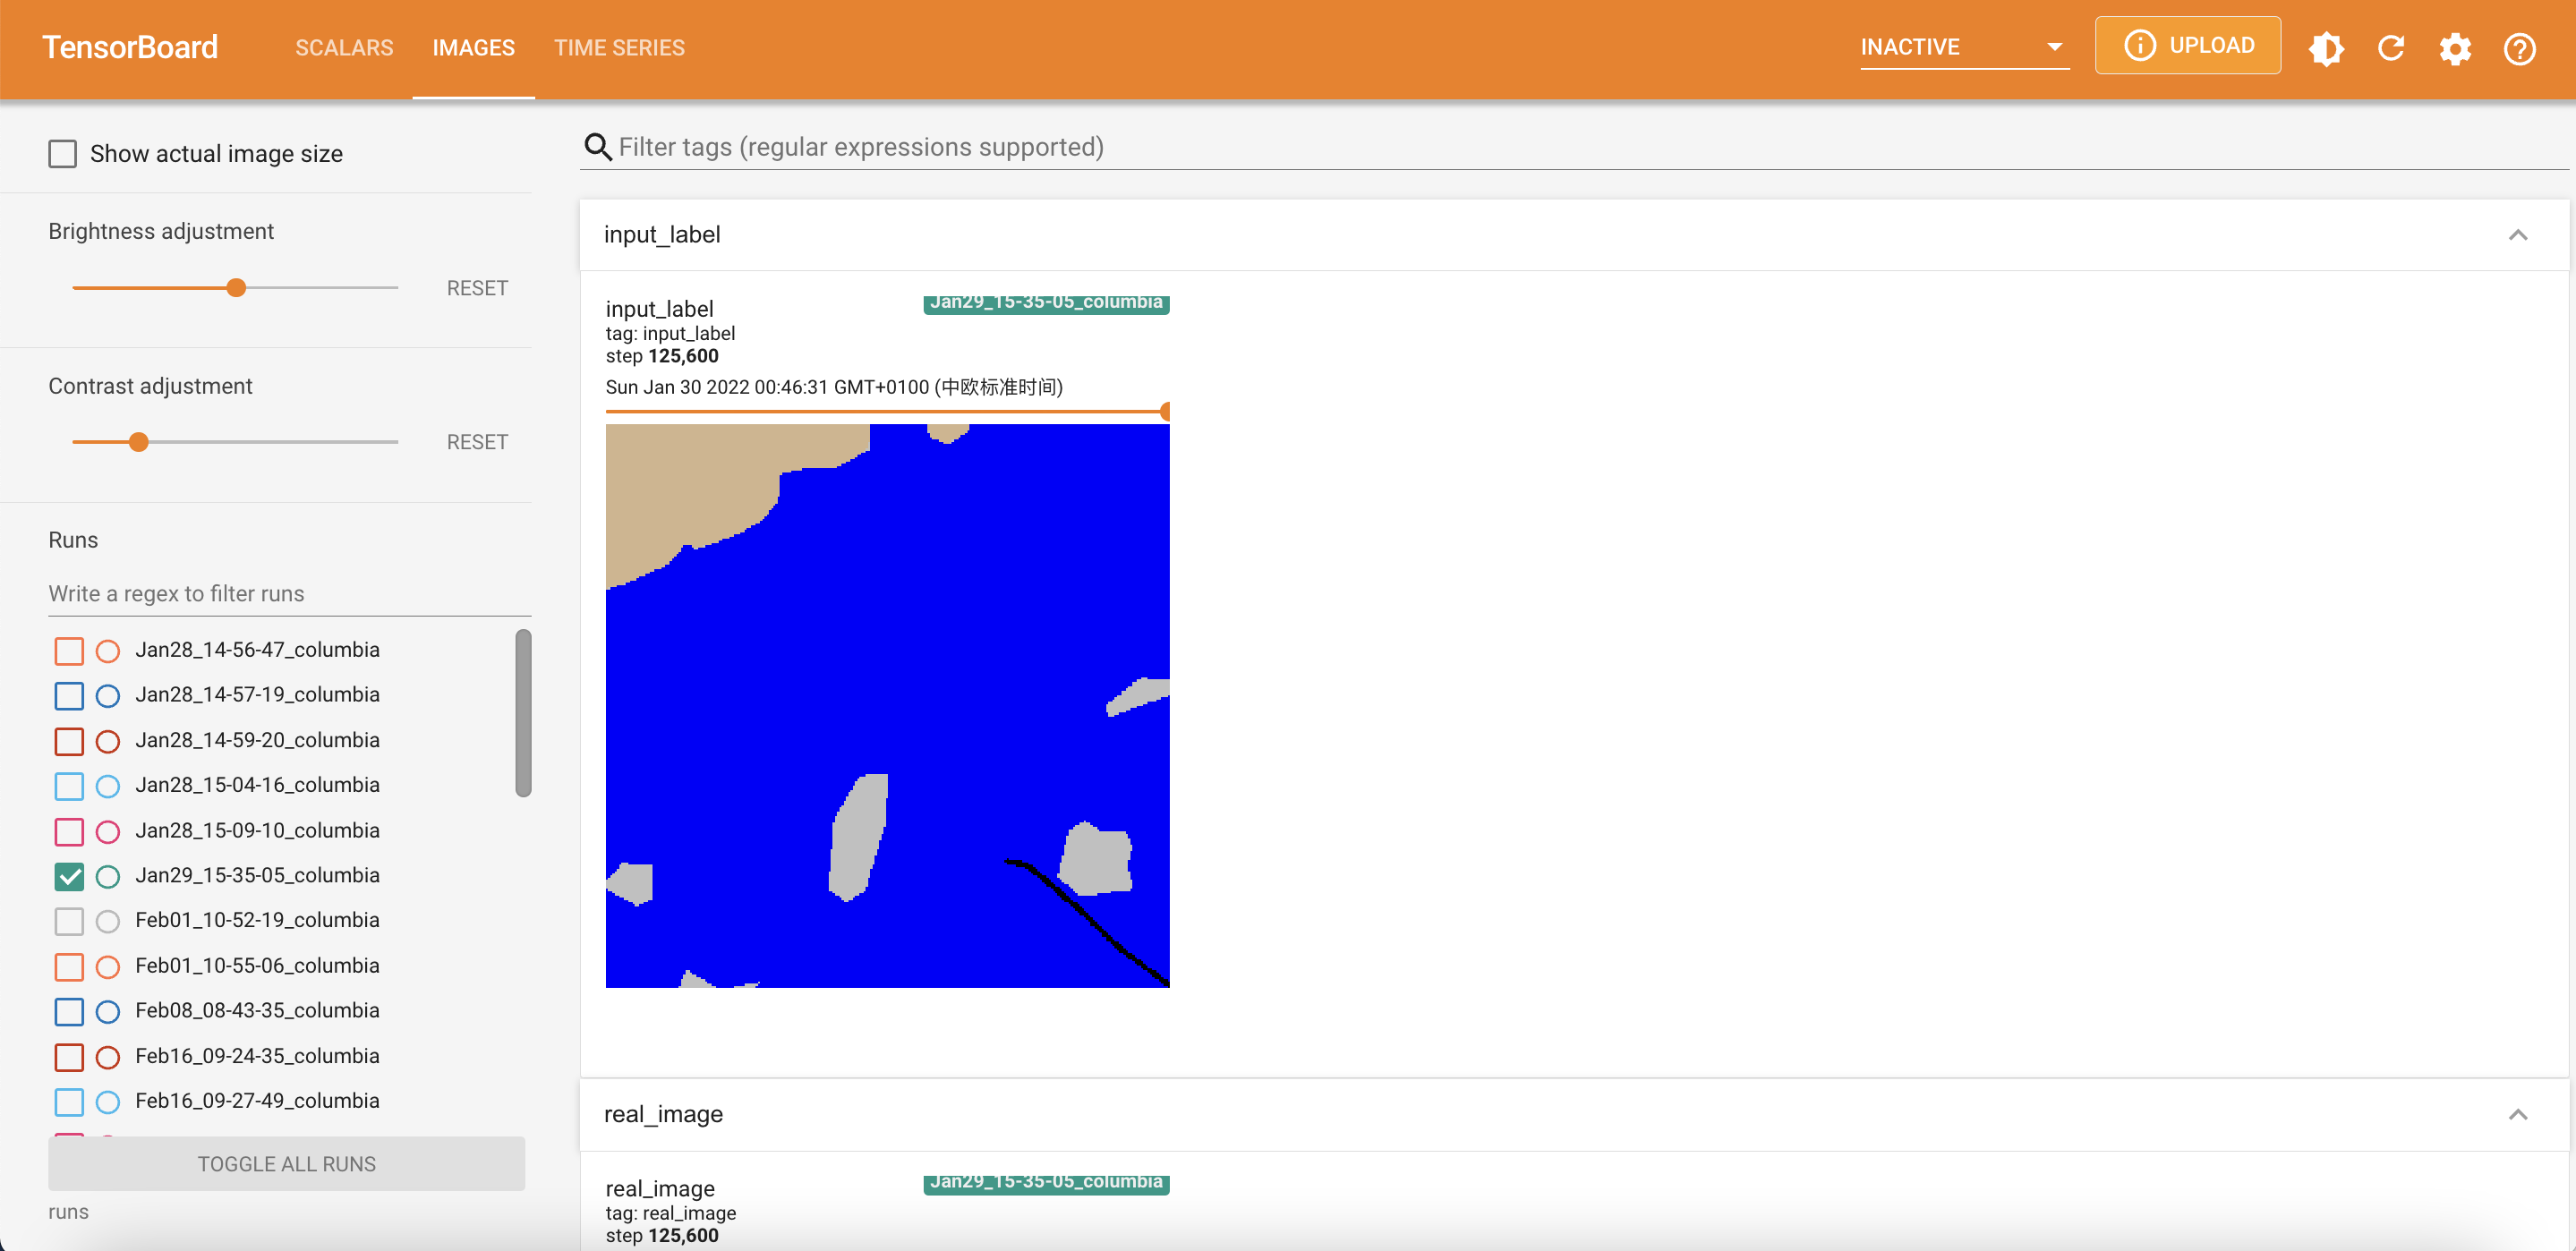 TensorBoard
SCALARS
IMAGES
TIME SERIES
INACTIVE
UPLOAD
Show actual image size
Brightness adjustment
RESET
Contrast adjustment
RESET
Runs
Write a regex to filter runs
Jan28_14-56-47_columbia
Jan28_14-57-19_columbia
Jan28_14-59-20_columbia
Jan28_15-04-16_columbia
Jan28_15-09-10_columbia
Jan29_15-35-05_columbia
Feb01_10-52-19_columbia
Feb01_10-55-06_columbia
Feb08_08-43-35_columbia
Feb16_09-24-35_columbia
Feb16_09-27-49_columbia
TOGGLE ALL RUNS
runs
Filter tags (regular expressions supported)
input_label
input_label
Jan29_15-35-05_columbia
tag: input_label
step 125,600
Sun Jan 30 2022 00:46:31 GMT+0100 (中欧标准时间)
real_image
real_image
Jan29_15-35-05_columbia
tag: real_image
step 125,600